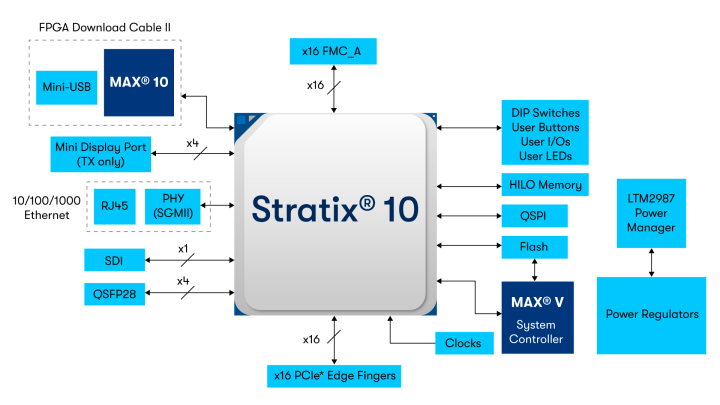 FPGA Download Cable II
Mini-USB
MAX® 10
x16 FMC_A
x16
Mini Display Port
(TX only)
x4
10/100/1000
Ethernet
RJ45
PHY
(SGMII)
SDI
x1
QSFP28
x4
Stratix® 10
DIP Switches
User Buttons
User I/Os
User LEDs
HILO Memory
QSPI
Flash
MAX® V
System
Controller
LTM2987
Power
Manager
Power Regulators
Clocks
x16
x16 PCIe* Edge Fingers